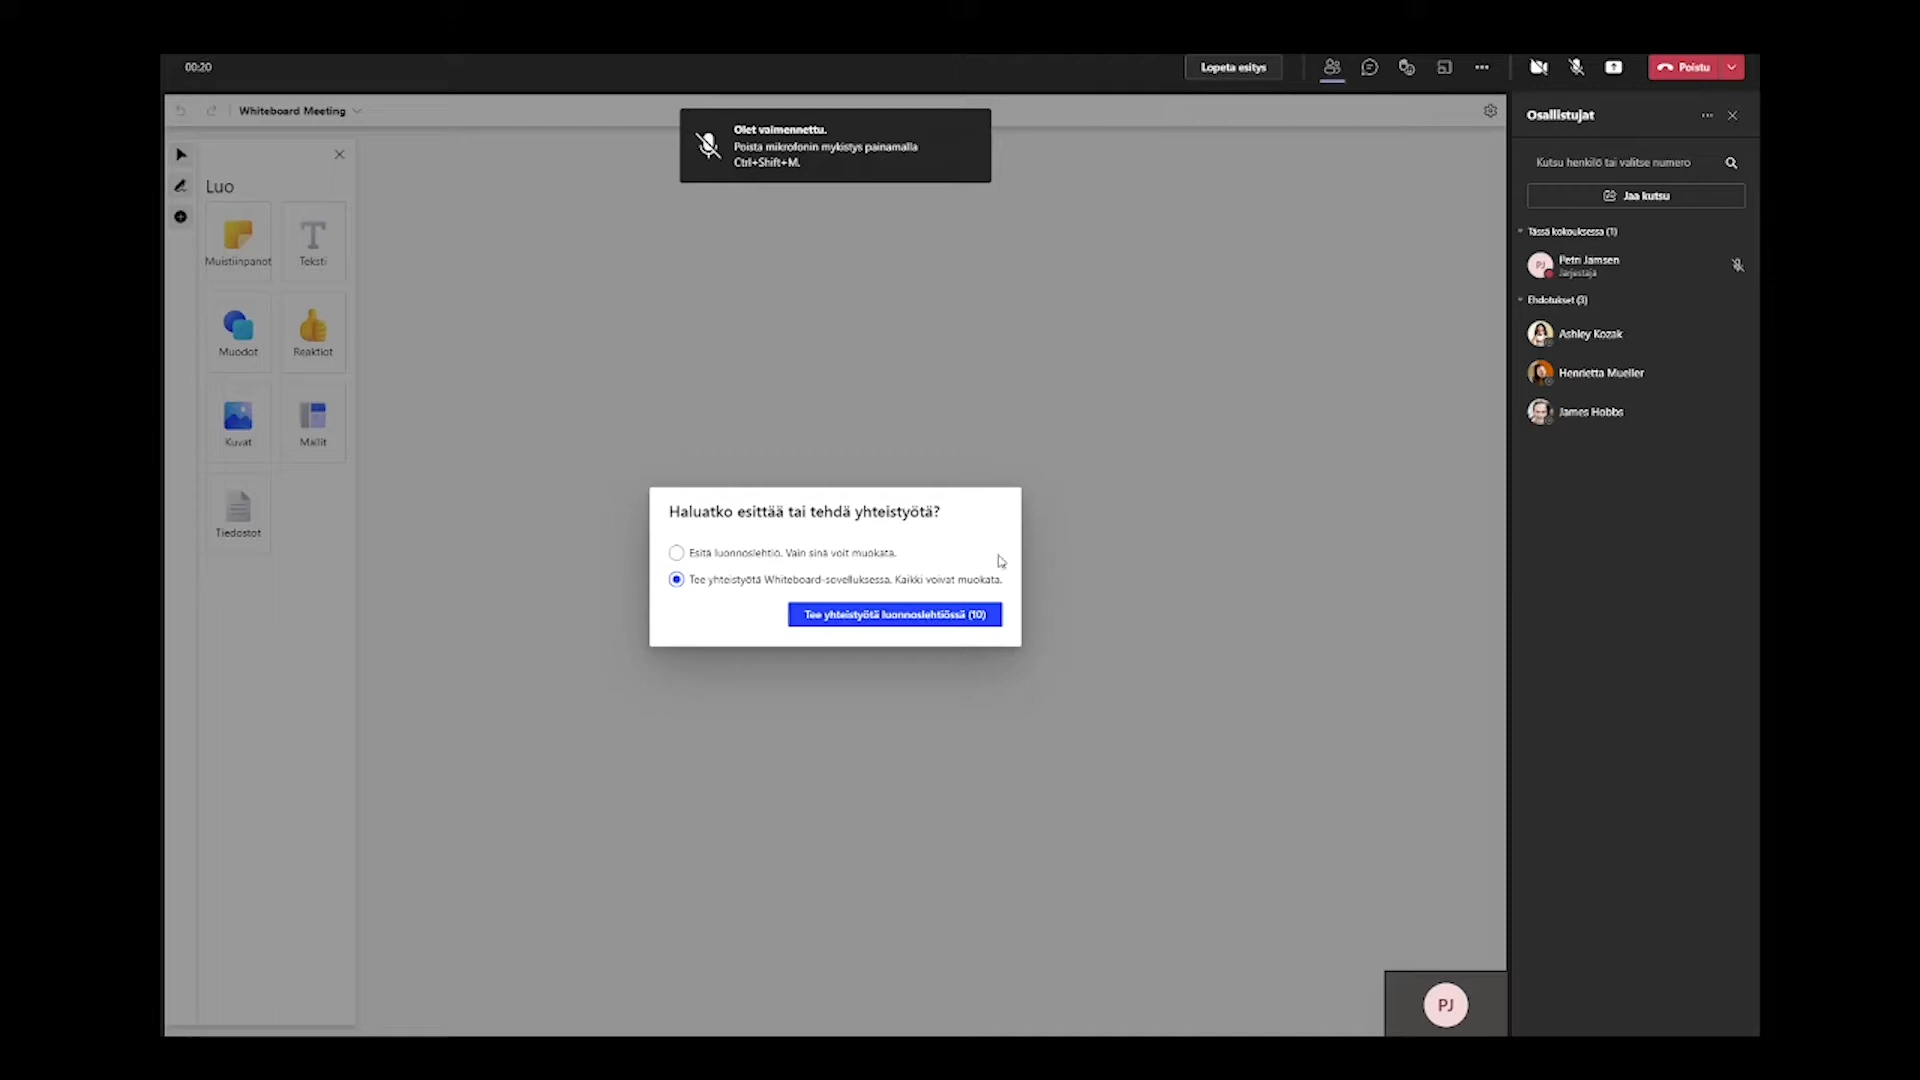 00:20
Lopeta esitys
Poistu
Whiteboard Meeting
Olet vaimennettu.
Poista mikrofonin mykistys painamalla
Ctrl+Shift+M.
Luo
Muistiinpanot
Teksti
Muodot
Reaktiot
Kuvat
Mallit
Tiedostot
Haluatko esittää tai tehdä yhteistyötä?
Esitä luonnoslehtiö. Vain sinä voit muokata.
Tee yhteistyötä Whiteboard-sovelluksessa. Kaikki voivat muokata.
Tee yhteistyötä luonnoslehtiössä (10)
Osallistujat
Kutsu henkilö tai valitse numero
Jaa kutsu
Tässä kokouksessa (1)
PJ
Petri Jamsen
Järjestäjä
Ehdotukset (3)
Ashley Kozak
Henrietta Mueller
James Hobbs
PJ